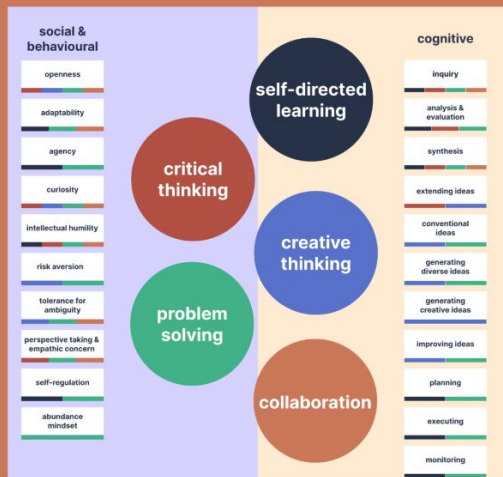 social &
behavioural
openness
adaptability
agency
curiosity
intellectual humility
risk aversion
tolerance for
ambiguity
perspective taking &
empathic concern
self-regulation
abundance
mindset
self-directed
learning
critical
thinking
creative
thinking
problem
solving
collaboration
cognitive
inquiry
analysis &
evaluation
synthesis
extending ideas
conventional
ideas
generating
diverse ideas
generating
creative ideas
improving ideas
planning
executing
monitoring